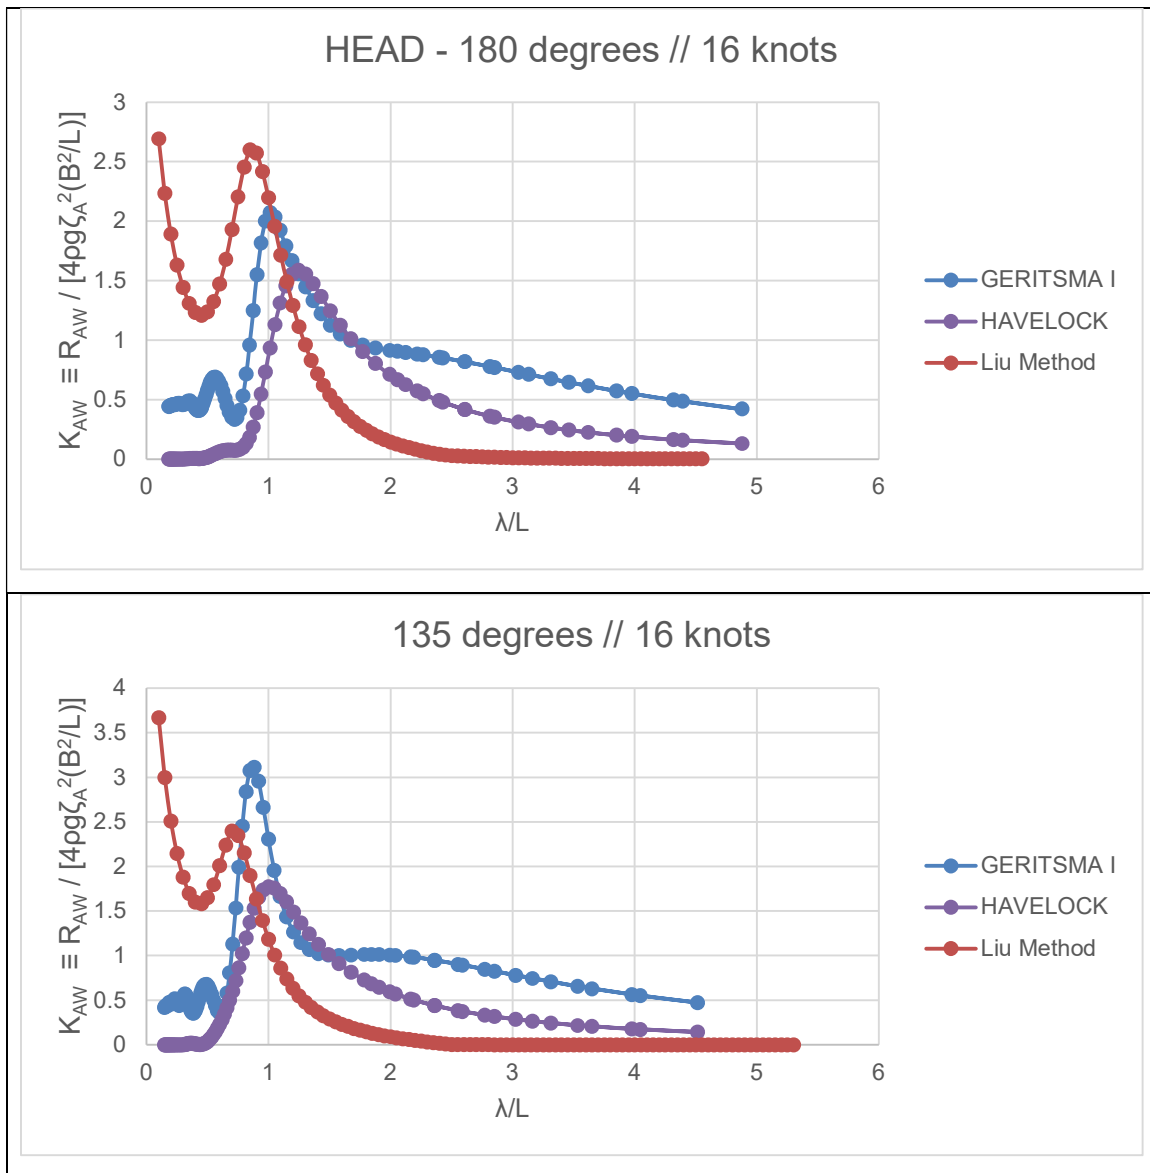 HEAD - 180 degrees // 16 knots
K_AW ≡ R_AW / [4ρgζ_A²(B²/L)]
3
2.5
2
1.5
1
0.5
0
0 1 2 3 4 5 6
λ/L
GERITSMA I
HAVELOCK
Liu Method
135 degrees // 16 knots
K_AW ≡ R_AW / [4ρgζ_A²(B²/L)]
4
3.5
3
2.5
2
1.5
1
0.5
0
0 1 2 3 4 5 6
λ/L
GERITSMA I
HAVELOCK
Liu Method